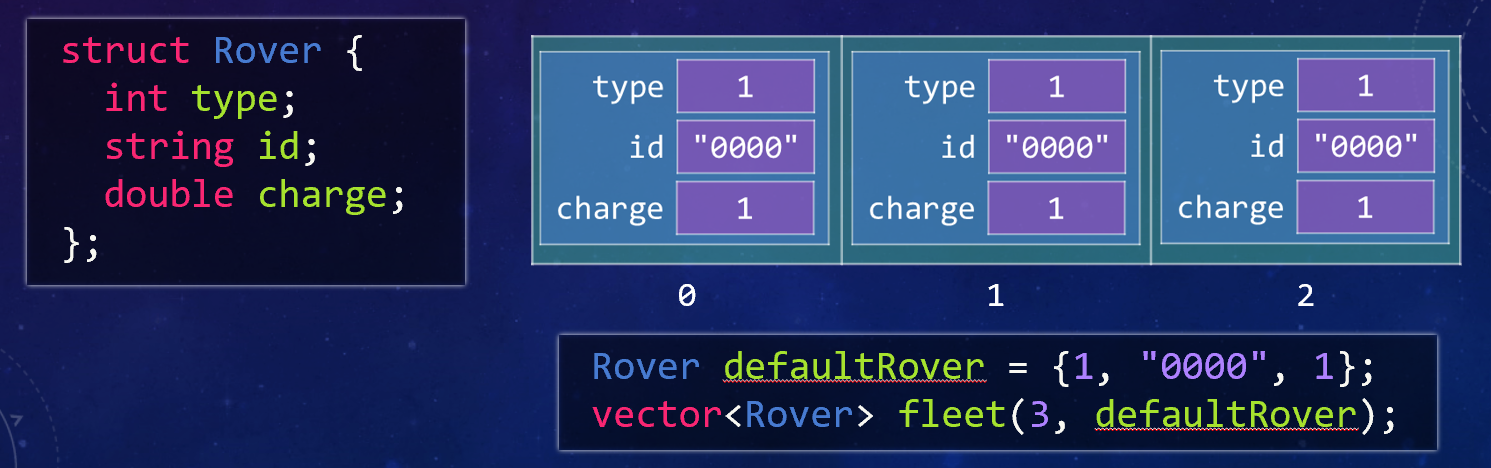 struct Rover {
int type;
string id;
double charge;
};
type 1 type 1 type 1
id "0000" id "0000" id "0000"
charge 1 charge 1 charge 1
0 1 2
Rover defaultRover = {1, "0000", 1};
vector<Rover> fleet(3, defaultRover);